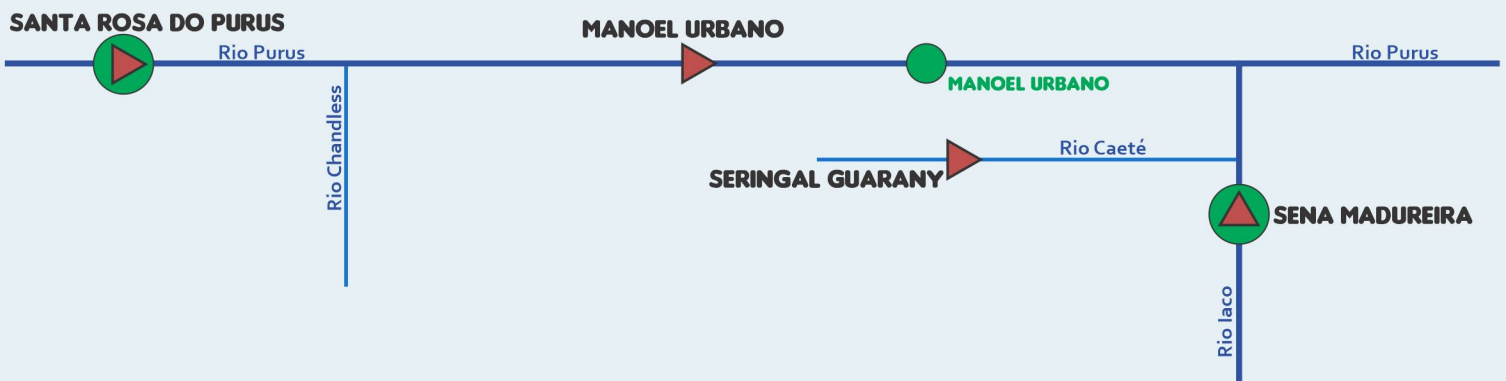 SANTA ROSA DO PURUS
MANOEL URBANO
Rio Purus
Rio Purus
MANOEL URBANO
Rio Chandless
Rio Caeté
SERINGAL GUARANY
SENA MADUREIRA
Rio Iaco